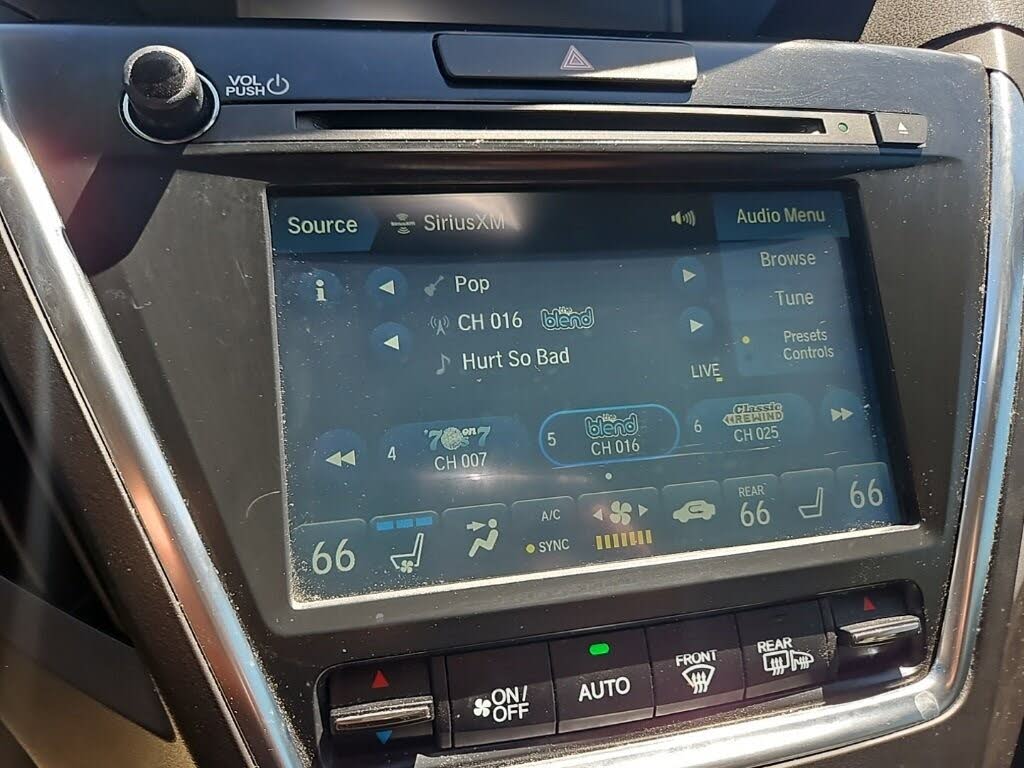 VOL
PUSH
Source
SiriusXM
Audio Menu
i
Pop
Browse
CH 016
the blend
Tune
Hurt So Bad
Presets
Controls
LIVE
4
'70s on 7
CH 007
5
the blend
CH 016
6
Classic
REWIND
CH 025
66
A/C
SYNC
REAR
66
66
ON/
OFF
AUTO
FRONT
REAR